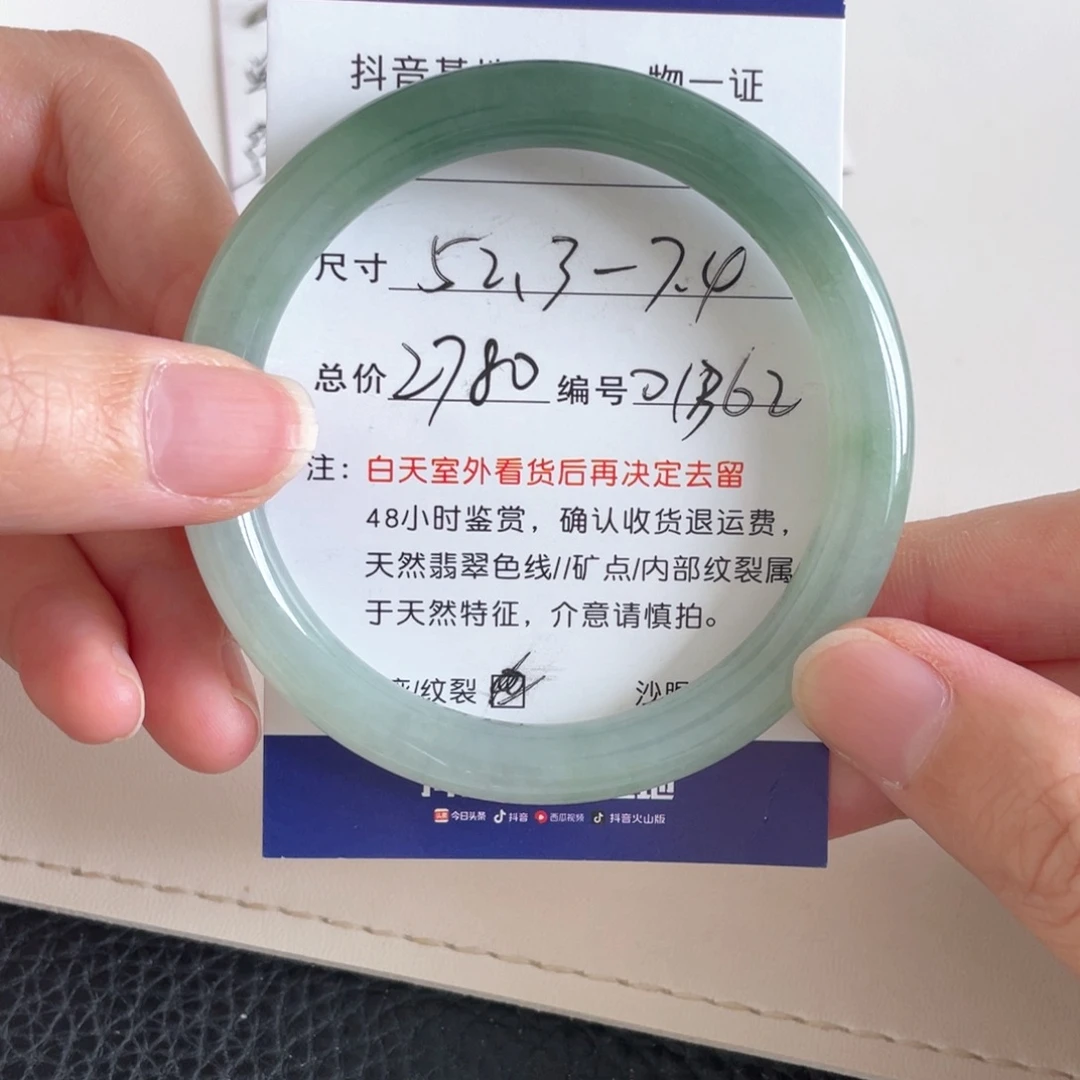 抖音基地 物一证
尺寸 52.3-7.4
总价 2780 编号
注：白天室外看货后再决定去留
48小时鉴赏，确认收货退运费，
天然翡翠色线//矿点/内部纹裂属
于天然特征，介意请慎拍。
/纹裂
今日头条 抖音 西瓜视频 抖音火山版